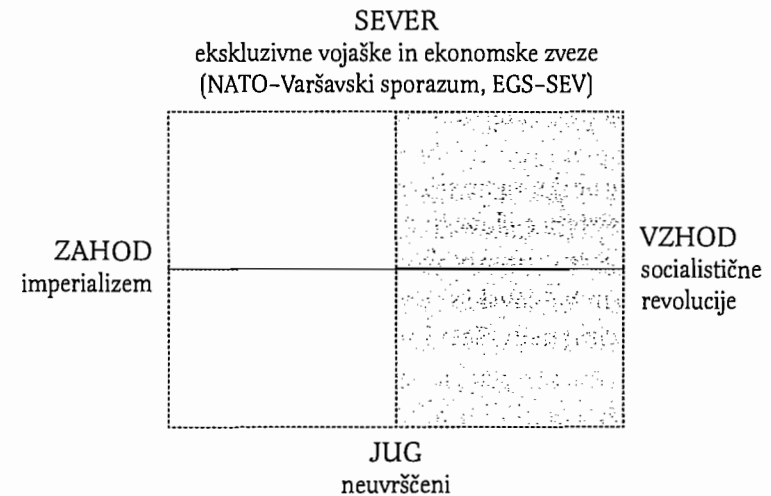 SEVER
ekskluzivne vojaške in ekonomske zveze
(NATO–Varšavski sporazum, EGS–SEV)
ZAHOD
imperializem
VZHOD
socialistične
revolucije
JUG
neuvrščeni